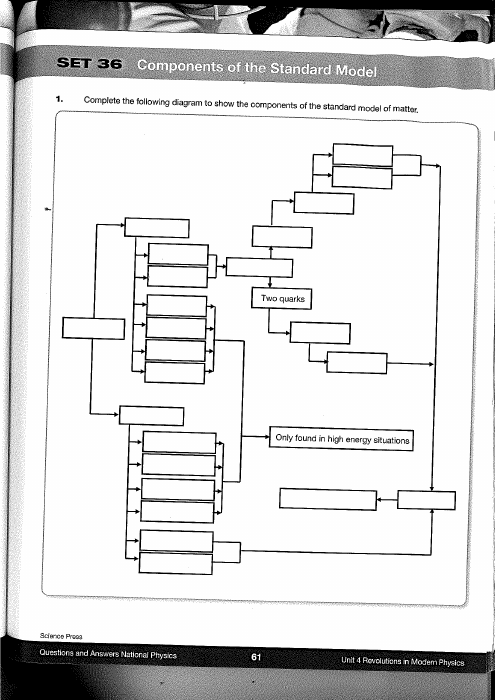 SET 36 Components of the Standard Model
1. Complete the following diagram to show the components of the standard model of matter.
Two quarks
Only found in high energy situations
Science Press
Questions and Answers National Physics
61
Unit 4 Revolutions in Modern Physics